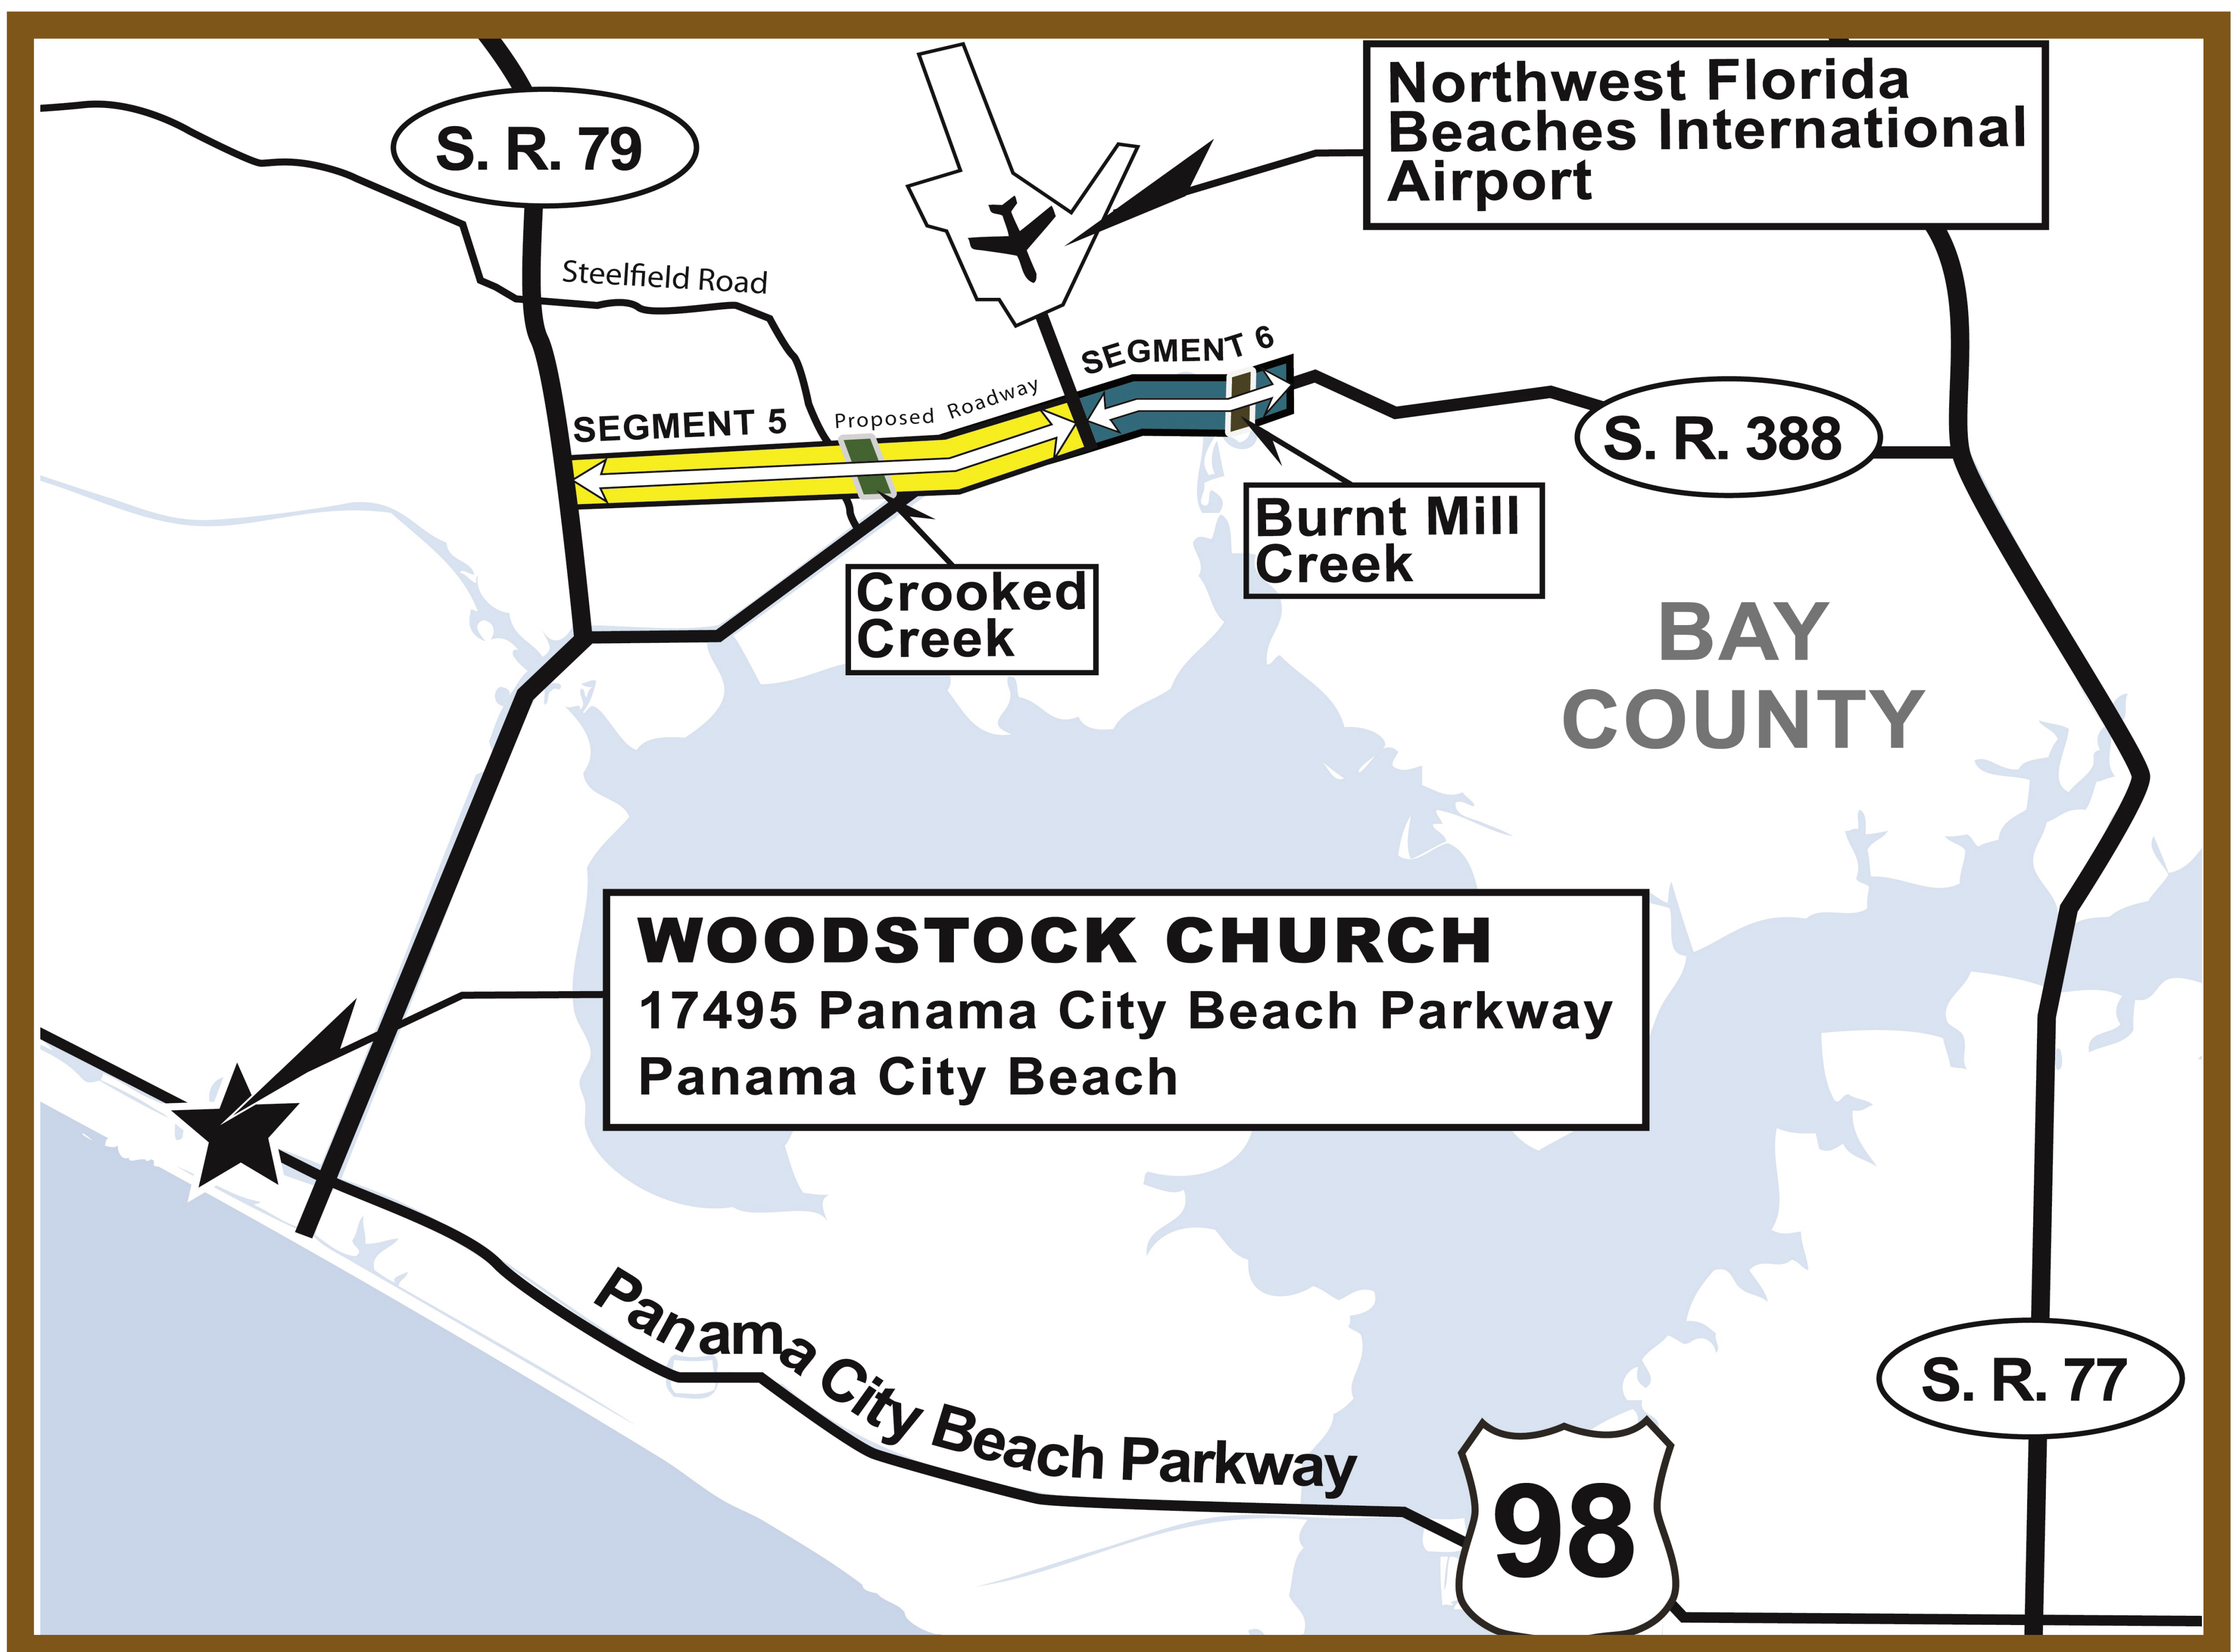 Northwest Florida
Beaches International
Airport
S. R. 79
Steelfield Road
SEGMENT 6
Proposed Roadway
SEGMENT 5
S. R. 388
Burnt Mill
Creek
Crooked
Creek
BAY
COUNTY
WOODSTOCK CHURCH
17495 Panama City Beach Parkway
Panama City Beach
Panama City Beach Parkway
S. R. 77
98